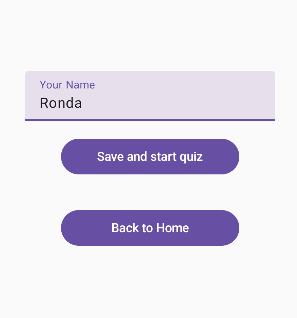 Your Name
Ronda
Save and start quiz
Back to Home